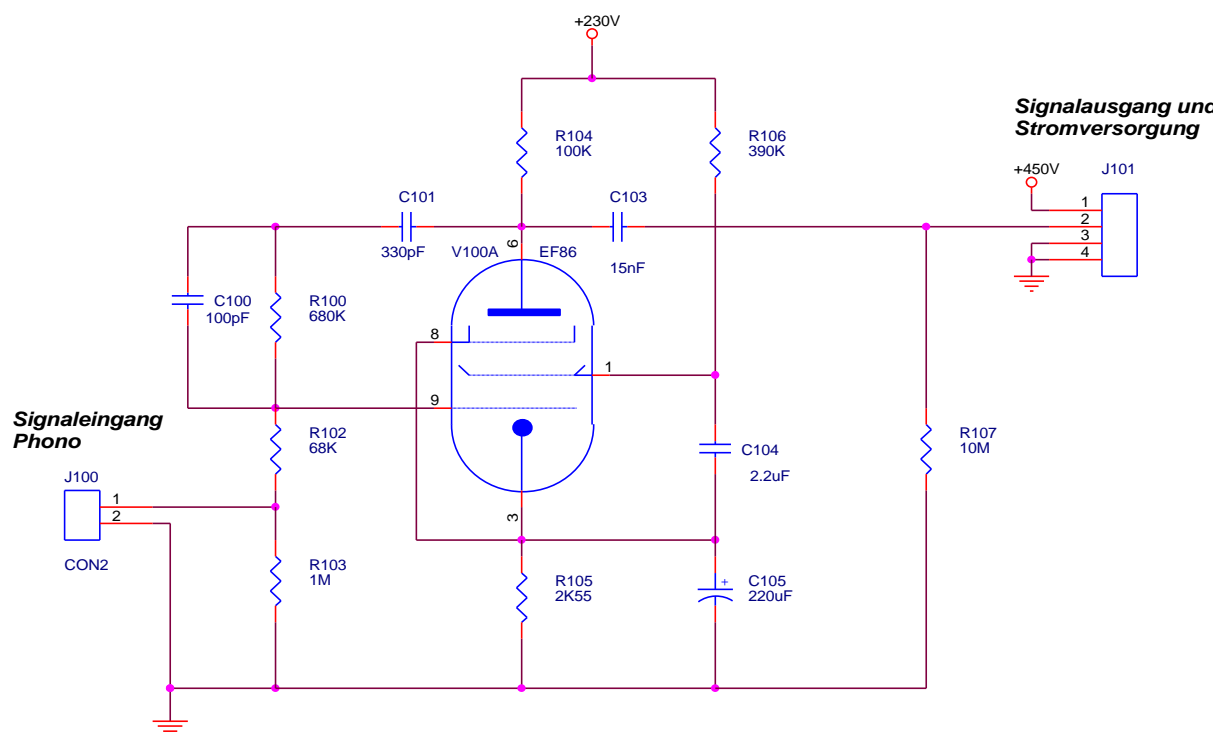 +230V
Signalausgang und
Stromversorgung
R104
100K
R106
390K
+450V
J101
C101
330pF
C103
15nF
1
2
3
4
6
V100A
EF86
C100
100pF
R100
680K
8
1
9
Signaleingang
Phono
R102
68K
C104
2.2uF
R107
10M
J100
1
2
CON2
3
R103
1M
R105
2K55
+
C105
220uF